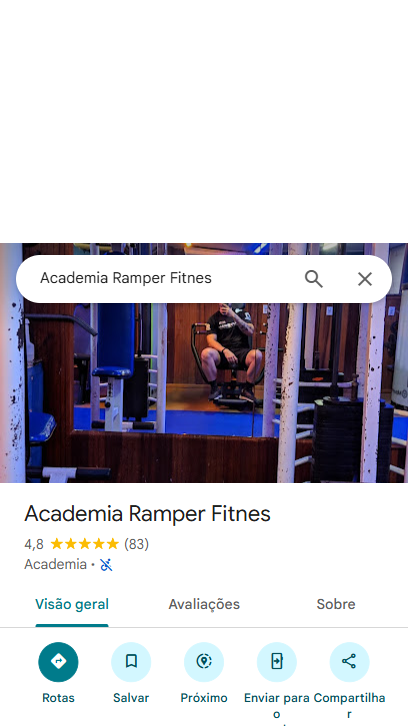 Academia Ramper Fitnes
Academia Ramper Fitnes
4,8 (83)
Academia ·
Visão geral Avaliações Sobre
Rotas Salvar Próximo Enviar para o Compartilhar